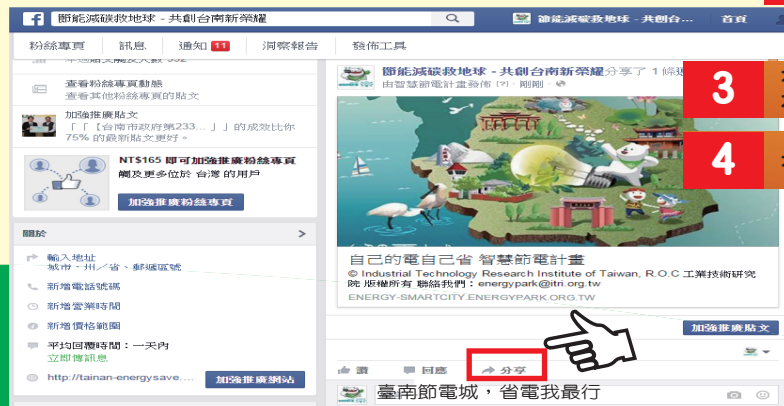 節能減碳救地球 - 共創台南新榮耀
節能減碳救地球 - 共創台... 首頁
粉絲專頁 訊息 通知 11 洞察報告 發佈工具
查看粉絲專頁動態
查看其他粉絲專頁的貼文
加強推廣貼文
「「【台南市政府第233... 」」的成效比你
75% 的最新貼文更好。
NT$165 即可加強推廣粉絲專頁
觸及更多位於 台灣 的用戶
加強推廣粉絲專頁
關於 >
輸入地址
城市、州／省、郵遞區號
新增電話號碼
新增營業時間
新增價格範圍
平均回覆時間：一天內
立即傳訊息
http://tainan-energysave....
加強推廣網站
節能減碳救地球 - 共創台南新榮耀分享了 1 條
由智慧節電計畫發佈 [?] · 剛剛 ·
自己的電自己省 智慧節電計畫
© Industrial Technology Research Institute of Taiwan, R.O.C 工業技術研究
院 版權所有 聯絡我們：energypark@itri.org.tw
ENERGY-SMARTCITY.ENERGYPARK.ORG.TW
加強推廣貼文
讚 回應 分享
臺南節電城，省電我最行
3
4